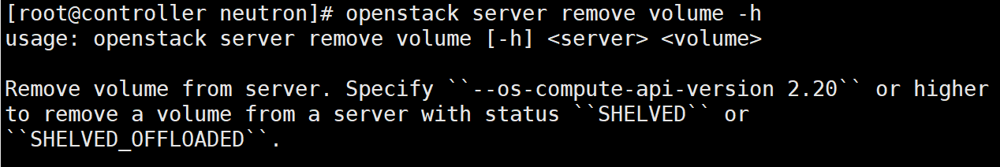 [root@controller neutron]# openstack server remove volume -h
usage: openstack server remove volume [-h] <server> <volume>
Remove volume from server. Specify ``--os-compute-api-version 2.20`` or higher
to remove a volume from a server with status ``SHELVED`` or
``SHELVED_OFFLOADED``.